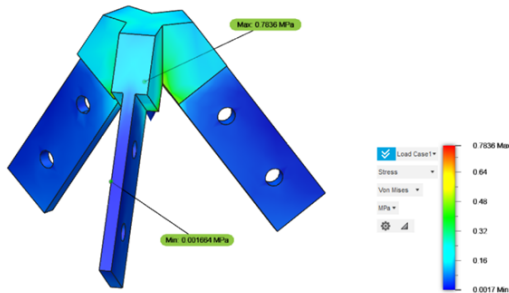 Max: 0.7836 MPa
Min: 0.001664 MPa
Load Case1
Stress
Von Mises
MPa
0.7836 Max
0.64
0.48
0.32
0.16
0.0017 Min